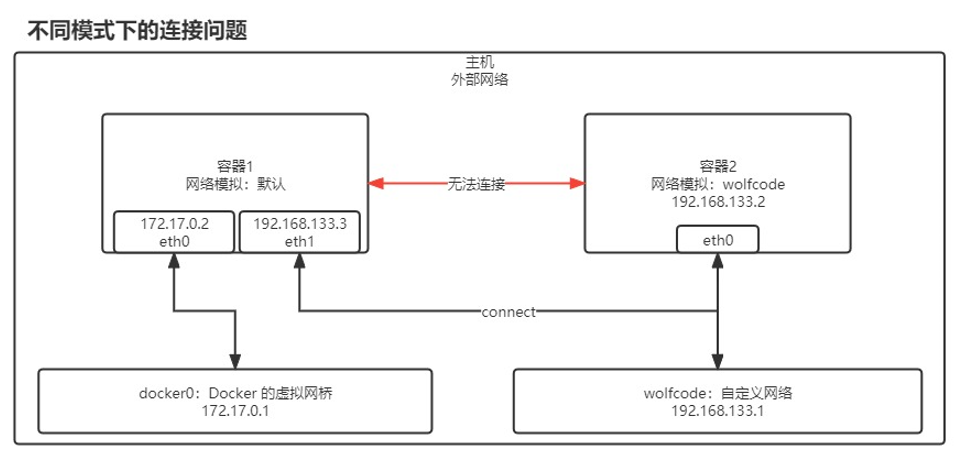 不同模式下的连接问题
主机
外部网络
容器1
网络模拟：默认
172.17.0.2
eth0
192.168.133.3
eth1
无法连接
容器2
网络模拟：wolfcode
192.168.133.2
eth0
connect
docker0：Docker 的虚拟网桥
172.17.0.1
wolfcode：自定义网络
192.168.133.1